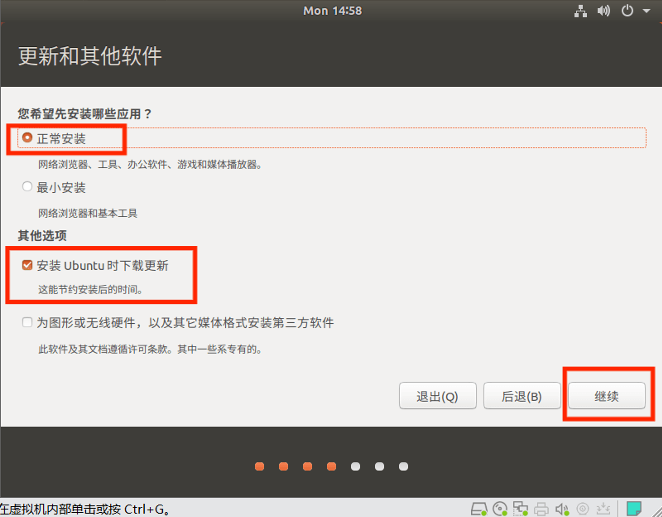 Mon 14:58
更新和其他软件
您希望先安装哪些应用？
正常安装
网络浏览器、工具、办公软件、游戏和媒体播放器。
最小安装
网络浏览器和基本工具
其他选项
安装 Ubuntu 时下载更新
这能节约安装后的时间。
为图形或无线硬件，以及其它媒体格式安装第三方软件
此软件及其文档遵循许可条款。其中一些系专有的。
退出(Q) 后退(B) 继续
在虚拟机内部单击或按 Ctrl+G。